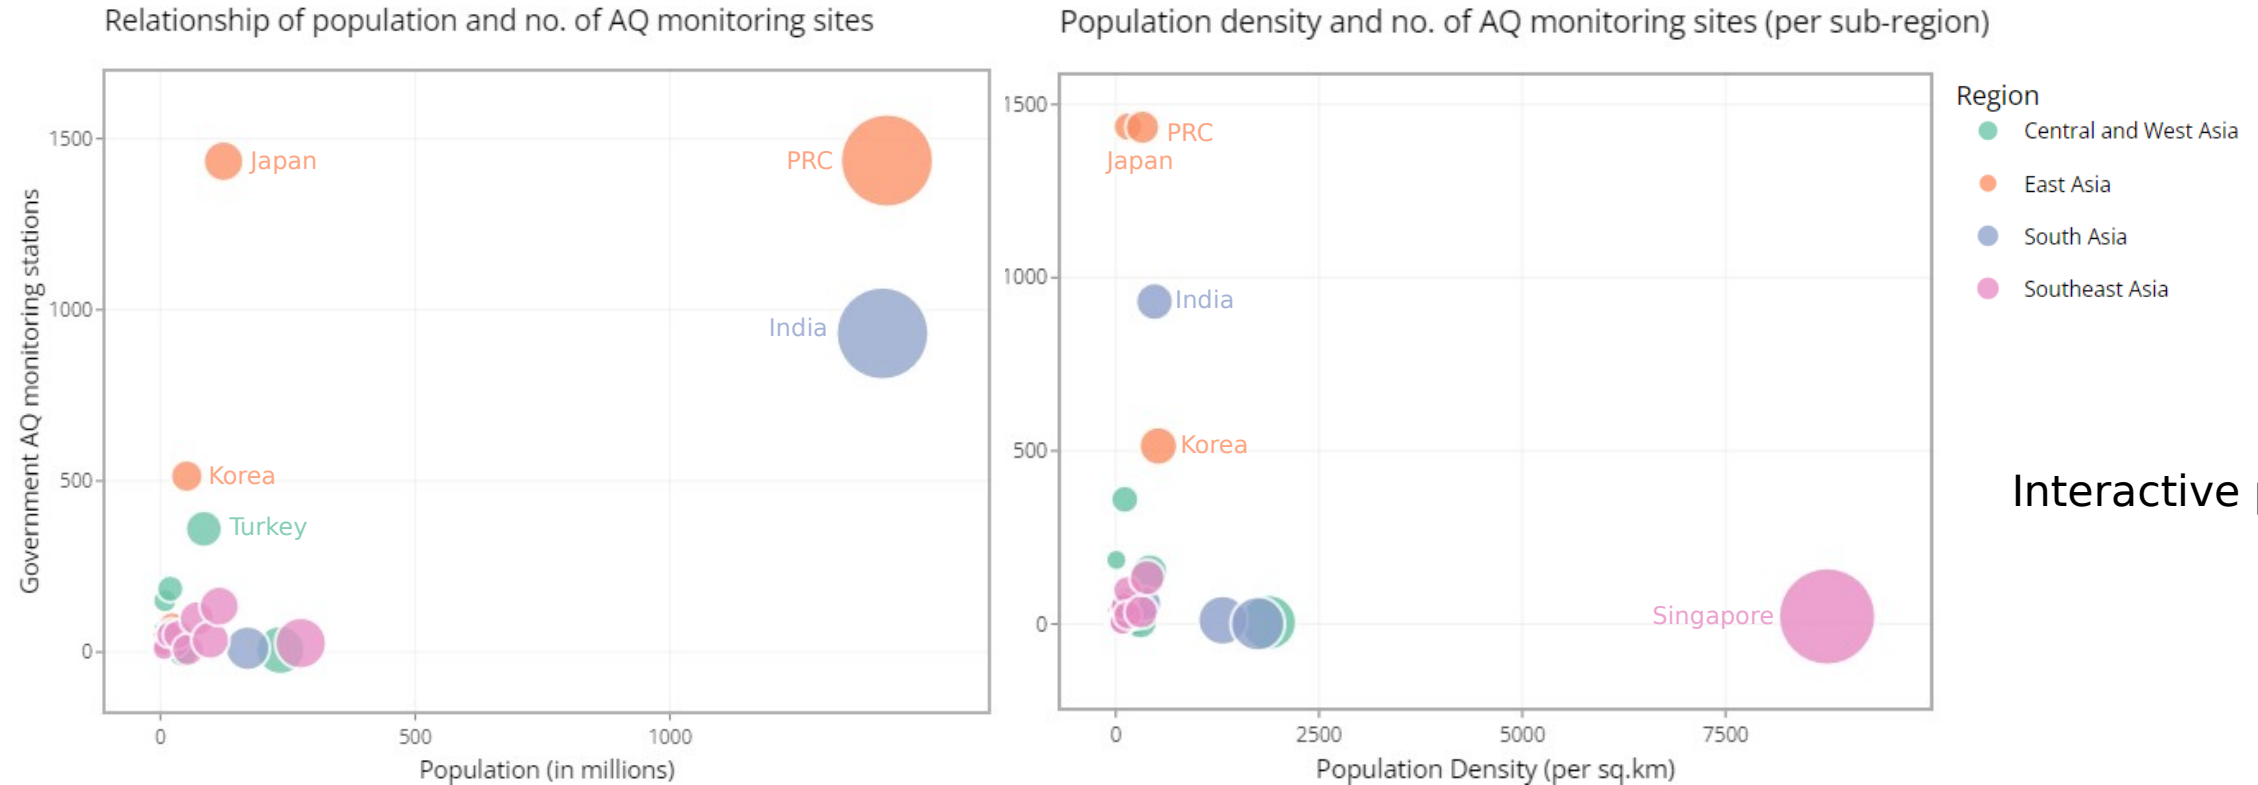 Relationship of population and no. of AQ monitoring sites
Government AQ monitoring stations
1500
1000
500
0
Japan
PRC
India
Korea
Turkey
0
500
1000
Population (in millions)
Population density and no. of AQ monitoring sites (per sub-region)
1500
1000
500
0
PRC
Japan
India
Korea
Singapore
0
2500
5000
7500
Population Density (per sq.km)
Region
Central and West Asia
East Asia
South Asia
Southeast Asia
Interactive